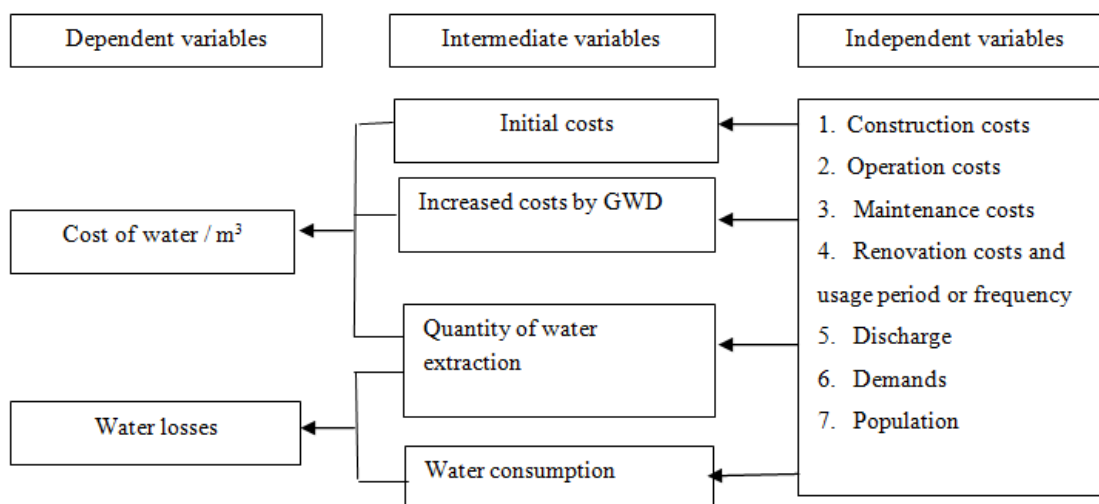 Dependent variables
Intermediate variables
Independent variables
Initial costs
Increased costs by GWD
Cost of water / m³
Quantity of water
extraction
Water losses
Water consumption
1. Construction costs
2. Operation costs
3. Maintenance costs
4. Renovation costs and
usage period or frequency
5. Discharge
6. Demands
7. Population